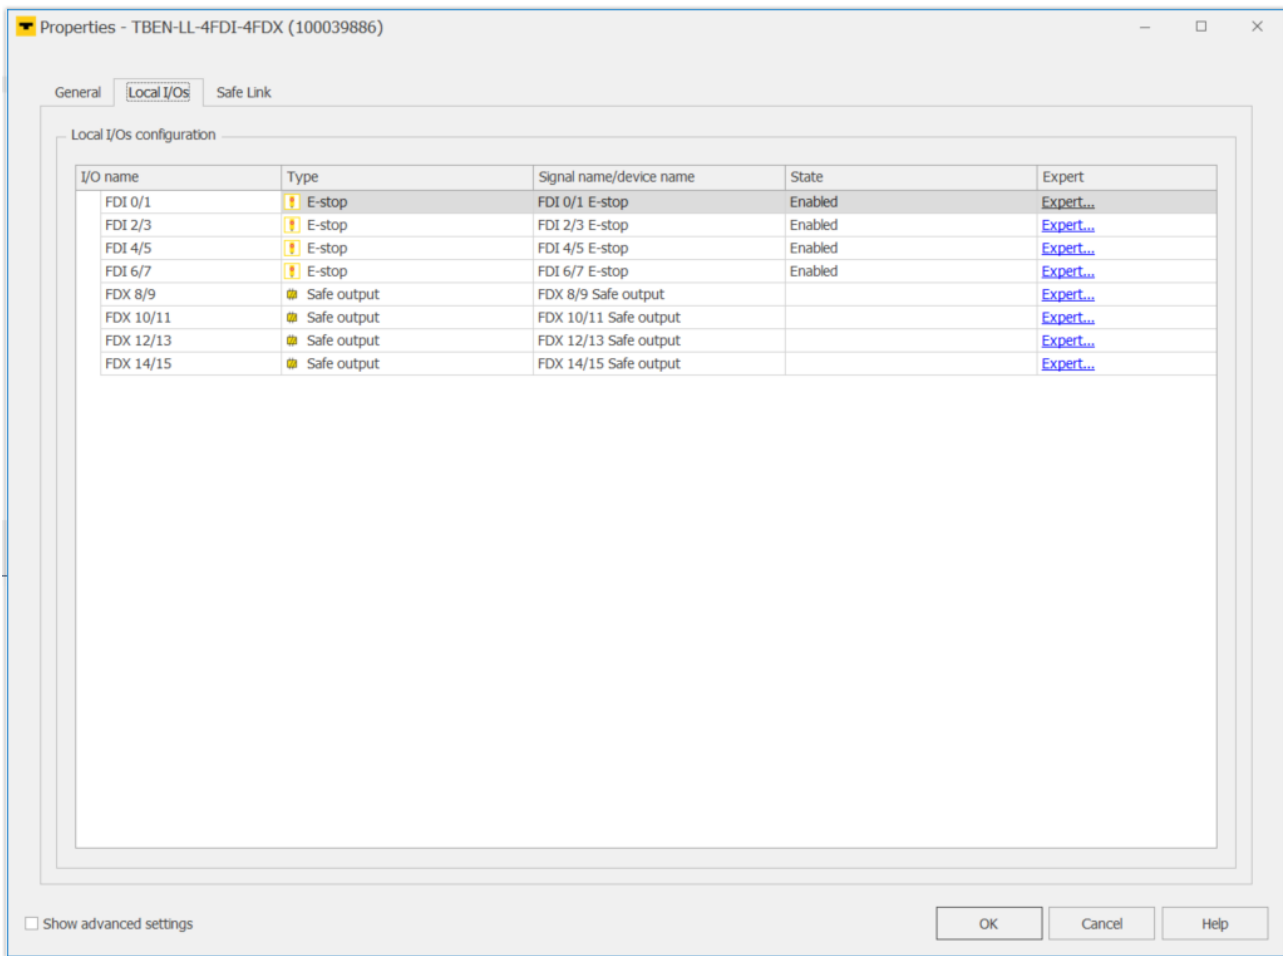 Properties - TBEN-LL-4FDI-4FDX (100039886)
General Local I/Os Safe Link
Local I/Os configuration
I/O name Type Signal name/device name State Expert
FDI 0/1 E-stop FDI 0/1 E-stop Enabled Expert...
FDI 2/3 E-stop FDI 2/3 E-stop Enabled Expert...
FDI 4/5 E-stop FDI 4/5 E-stop Enabled Expert...
FDI 6/7 E-stop FDI 6/7 E-stop Enabled Expert...
FDX 8/9 Safe output FDX 8/9 Safe output Expert...
FDX 10/11 Safe output FDX 10/11 Safe output Expert...
FDX 12/13 Safe output FDX 12/13 Safe output Expert...
FDX 14/15 Safe output FDX 14/15 Safe output Expert...
Show advanced settings OK Cancel Help